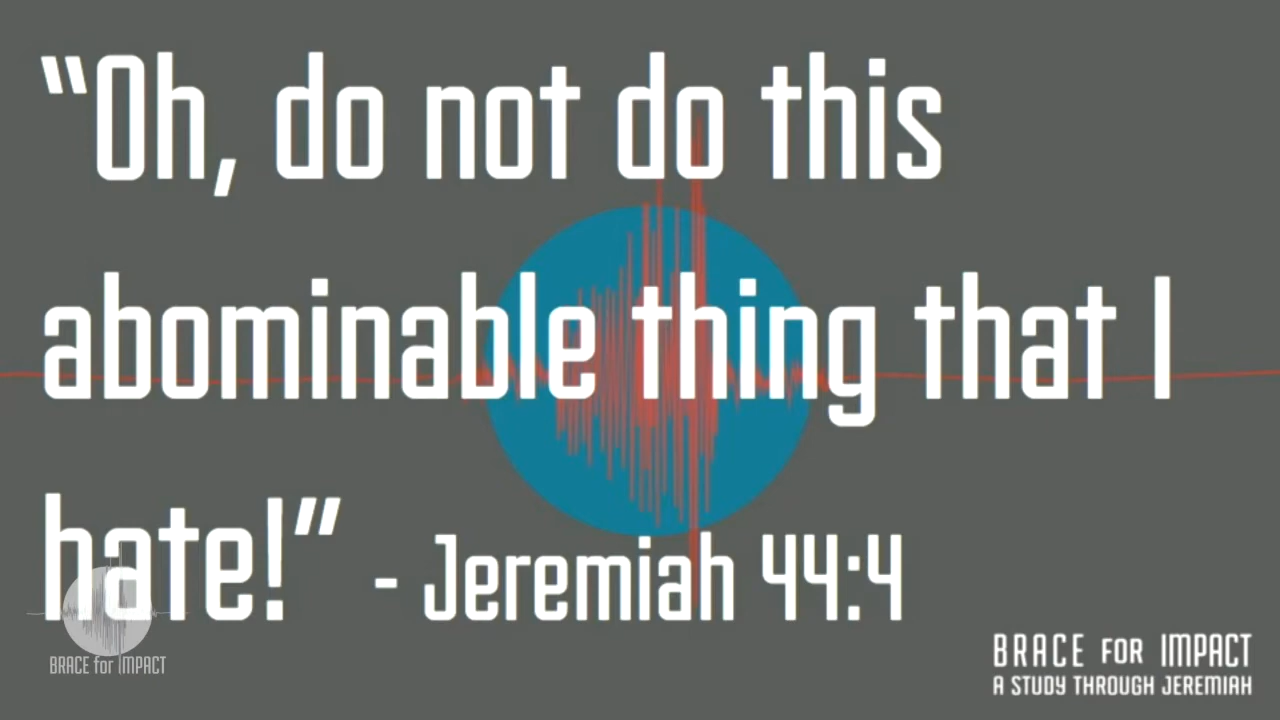 “Oh, do not do this
abominable thing that I
hate!” - Jeremiah 44:4
BRACE for IMPACT
BRACE FOR IMPACT
A STUDY THROUGH JEREMIAH